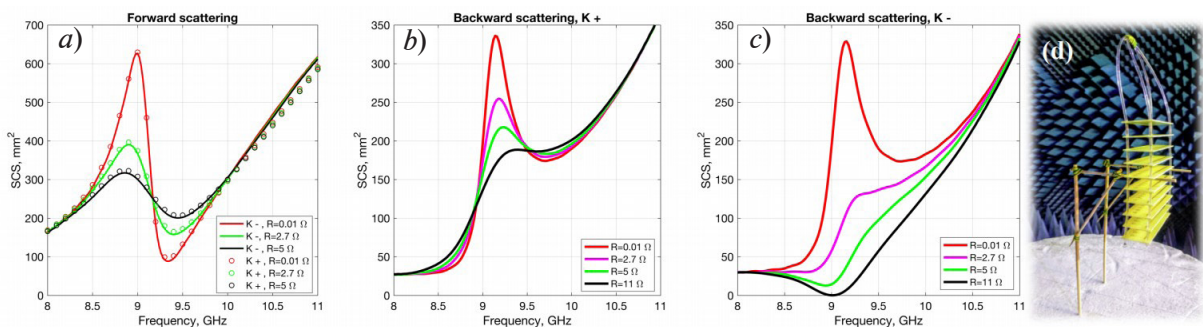 Forward scattering
a)
SCS, mm²
700
600
500
400
300
200
100
0
8
8.5
9
9.5
10
10.5
11
Frequency, GHz
K - , R=0.01 Ω
K -, R=2.7 Ω
K -, R=5 Ω
K +, R=0.01 Ω
K +, R=2.7 Ω
K +, R=5 Ω
Backward scattering, K +
b)
SCS, mm²
350
300
250
200
150
100
50
0
8
8.5
9
9.5
10
10.5
11
Frequency, GHz
R=0.01 Ω
R=2.7 Ω
R=5 Ω
R=11 Ω
Backward scattering, K -
c)
SCS, mm²
350
300
250
200
150
100
50
0
8
8.5
9
9.5
10
10.5
11
Frequency, GHz
R=0.01 Ω
R=2.7 Ω
R=5 Ω
R=11 Ω
(d)